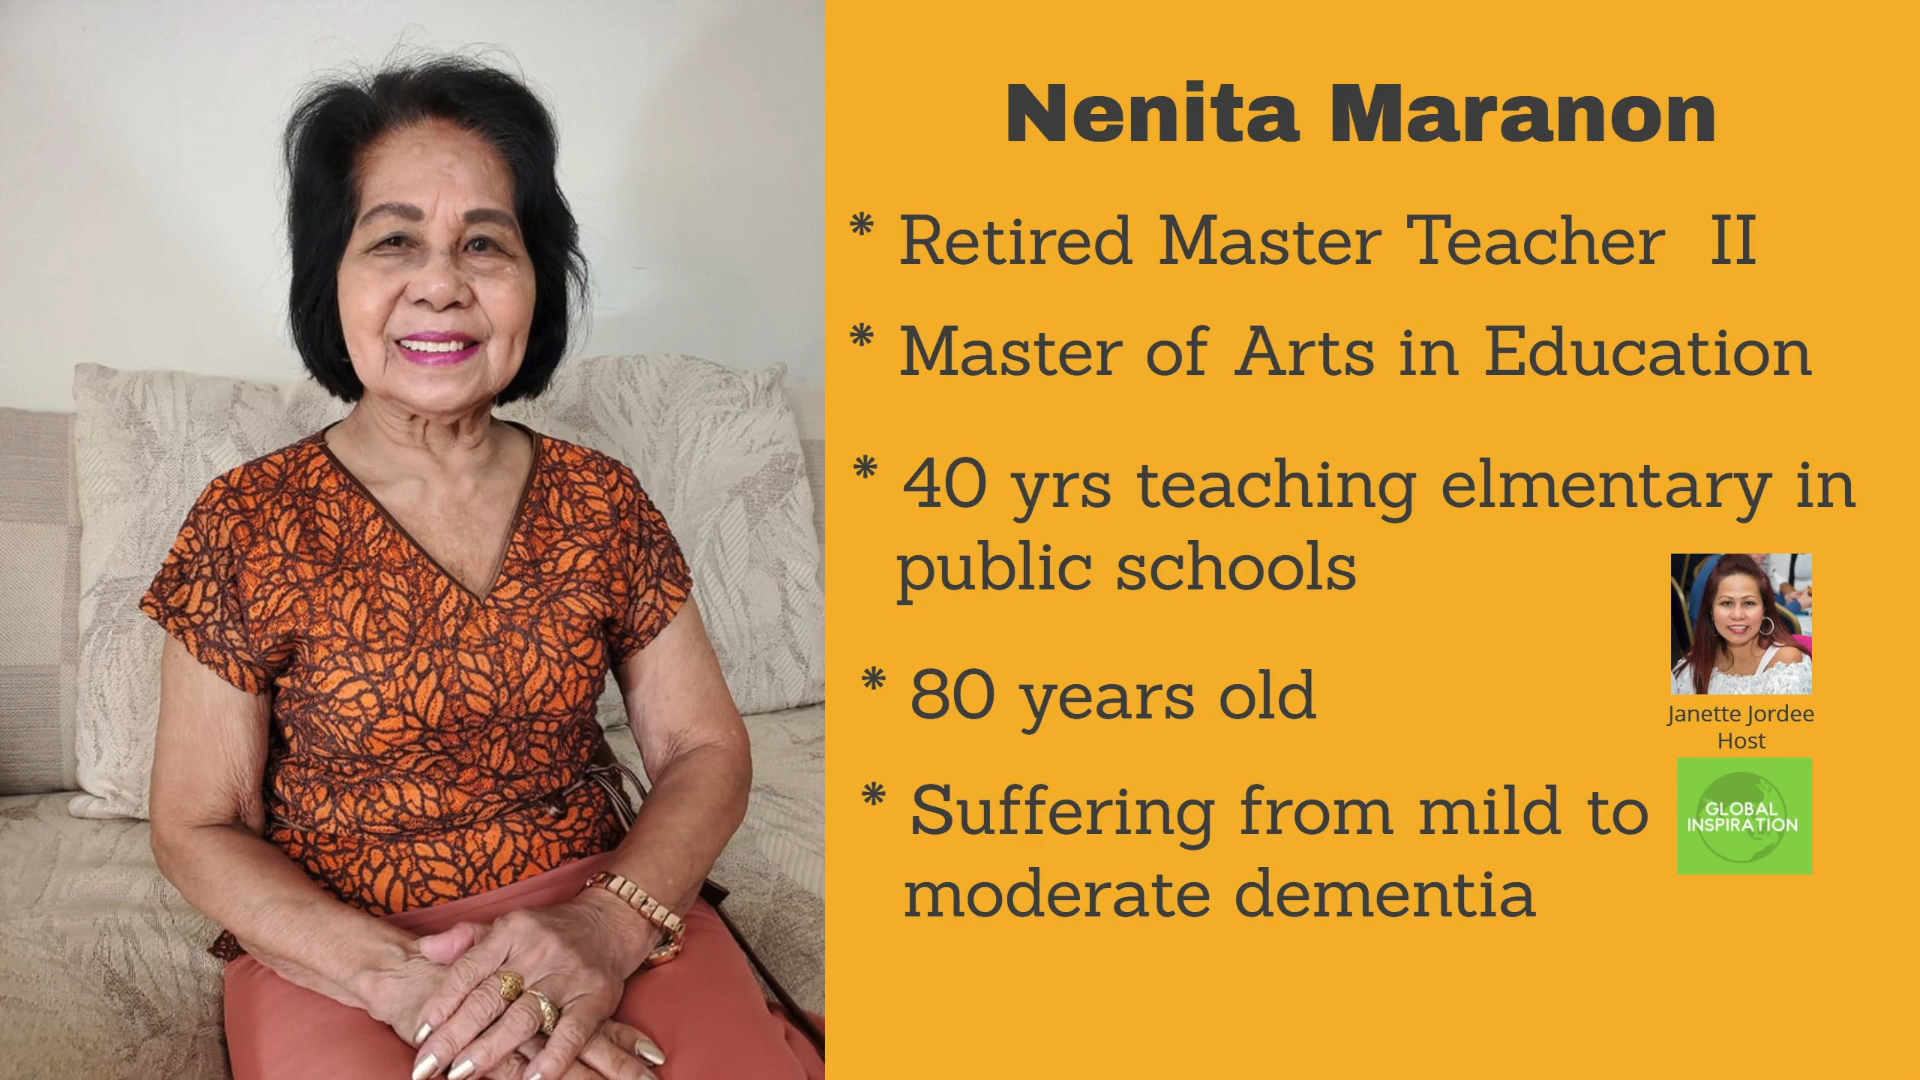 Nenita Maranon
* Retired Master Teacher II
* Master of Arts in Education
* 40 yrs teaching elmentary in
public schools
* 80 years old
* Suffering from mild to
moderate dementia
Janette Jordee
Host
GLOBAL
INSPIRATION